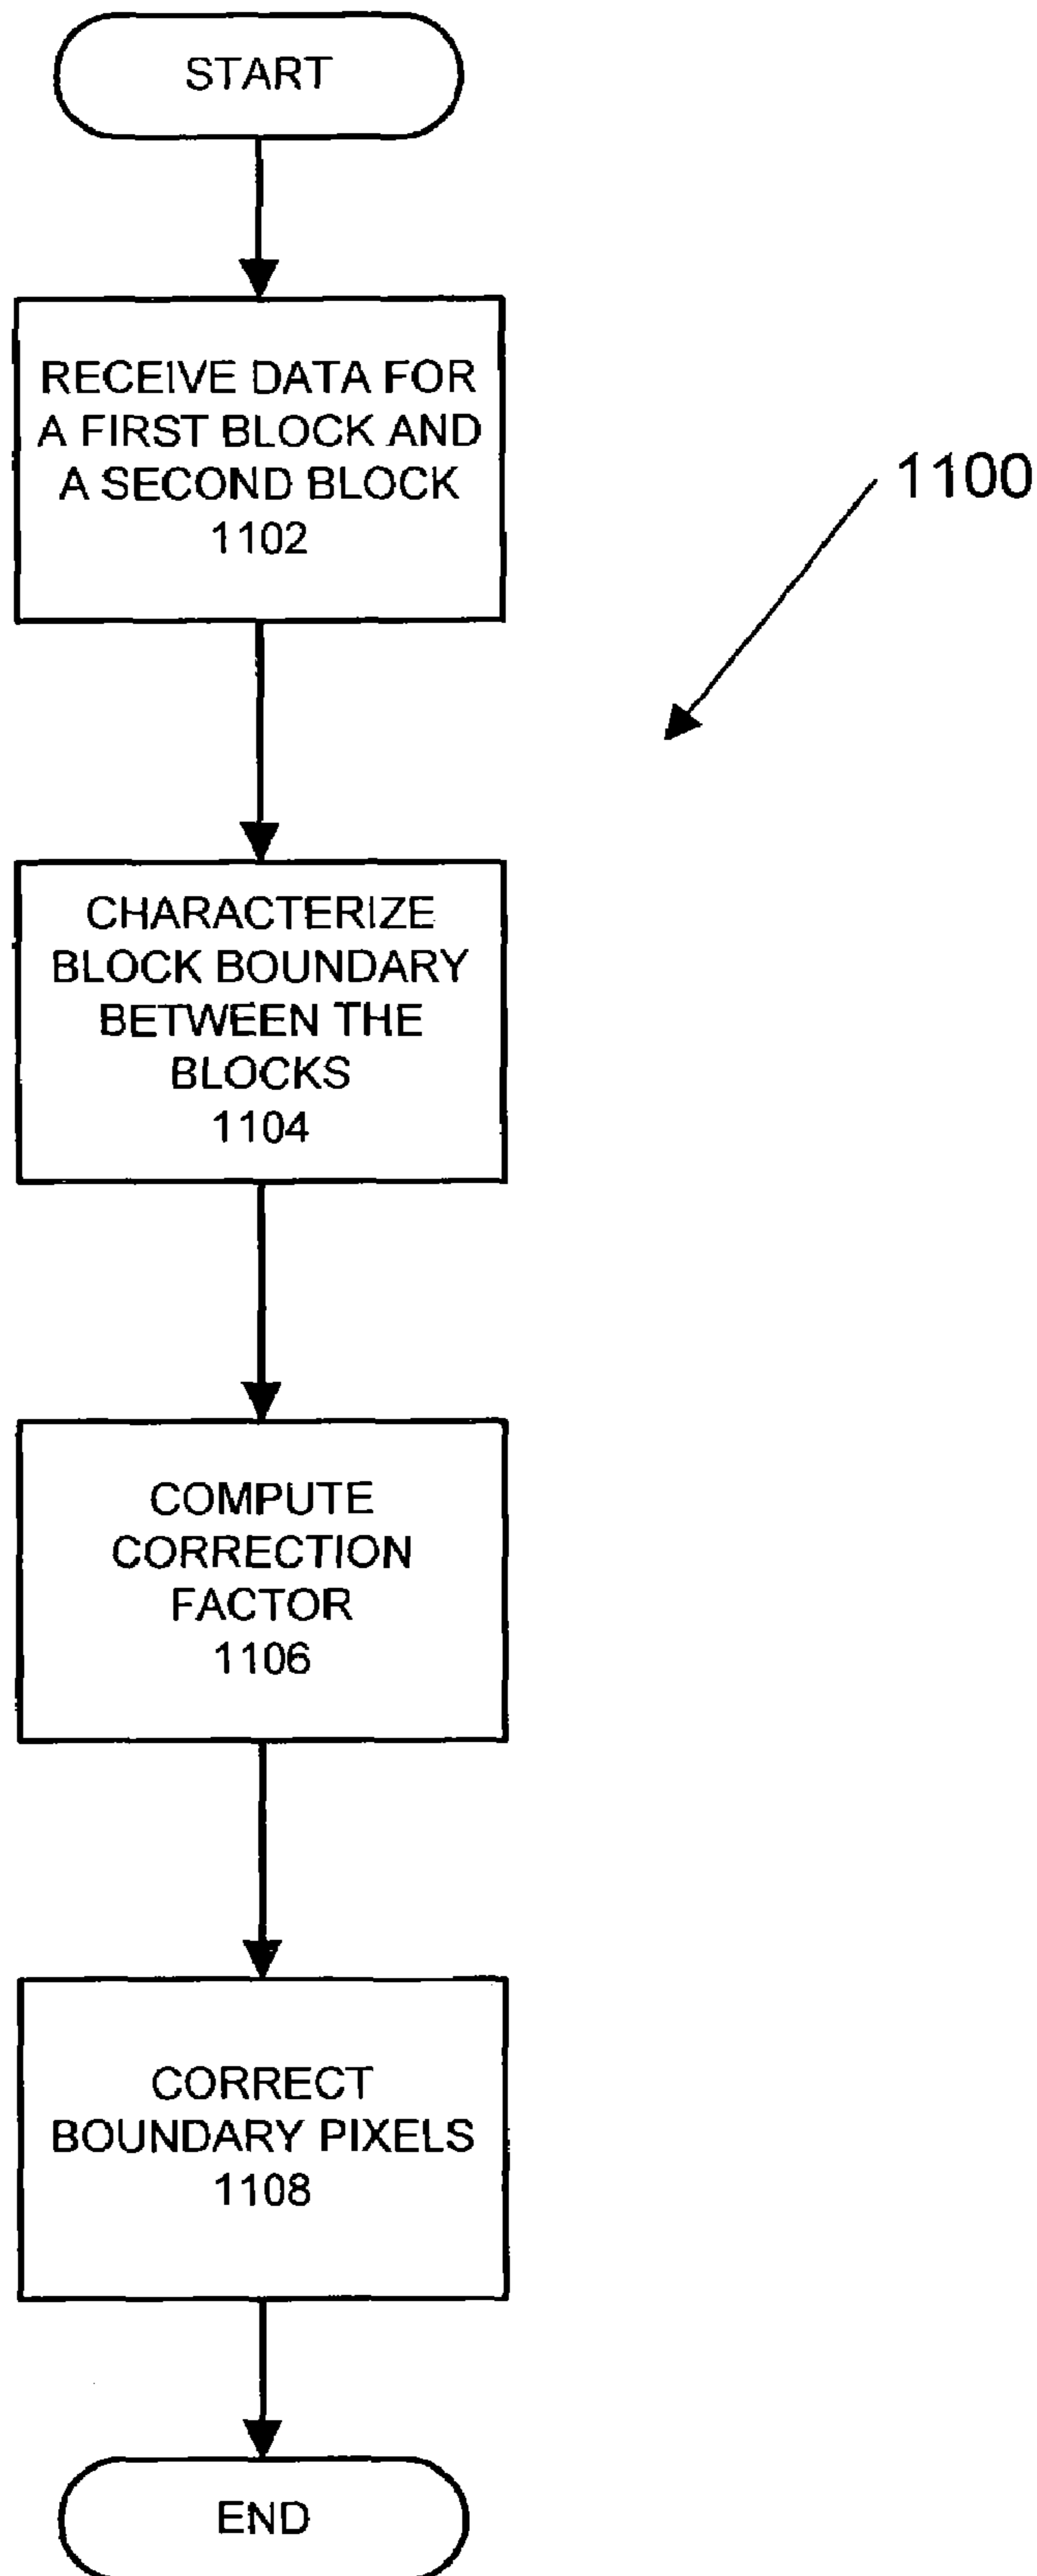 START
RECEIVE DATA FOR
A FIRST BLOCK AND
A SECOND BLOCK
1102
1100
CHARACTERIZE
BLOCK BOUNDARY
BETWEEN THE
BLOCKS
1104
COMPUTE
CORRECTION
FACTOR
1106
CORRECT
BOUNDARY PIXELS
1108
END